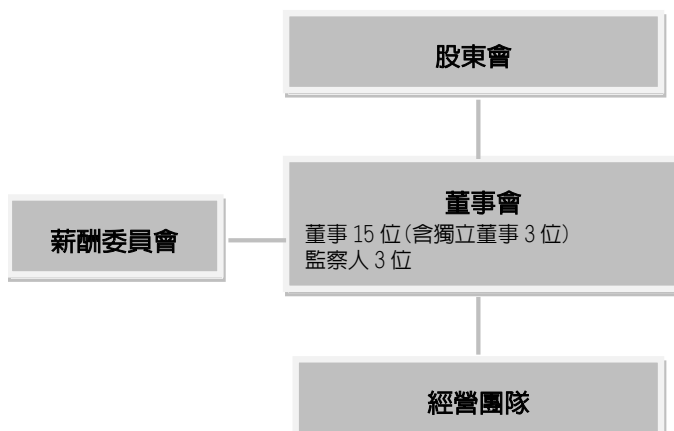 股東會
董事會
董事 15 位(含獨立董事 3 位)
監察人 3 位
薪酬委員會
經營團隊